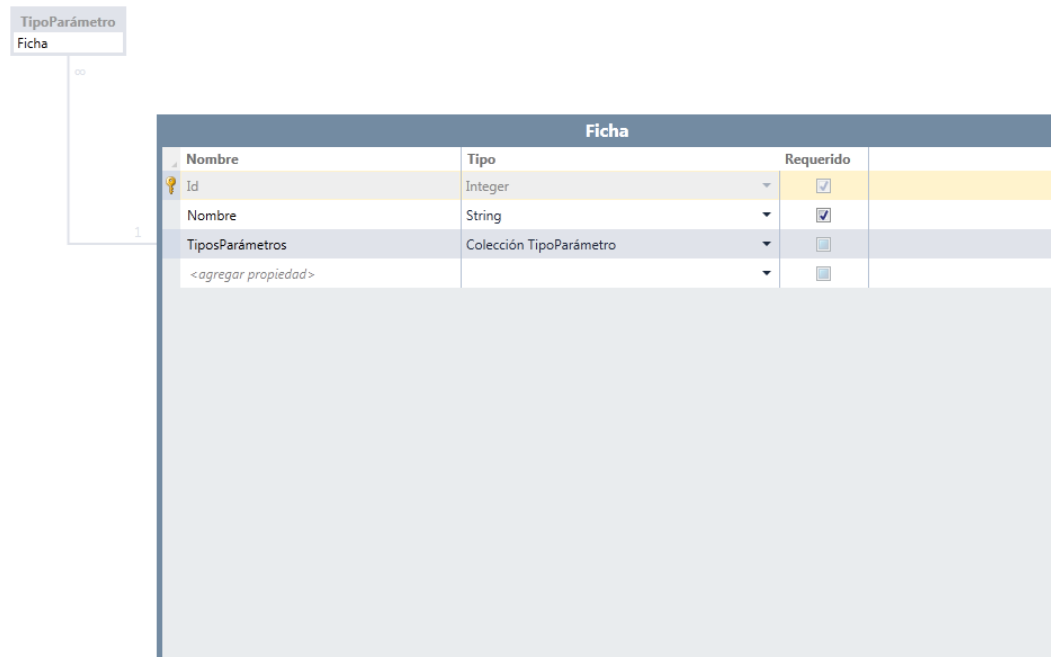 TipoParámetro
Ficha
∞
1
Ficha
Nombre Tipo Requerido
Id Integer
Nombre String
TiposParámetros Colección TipoParámetro
<agregar propiedad>